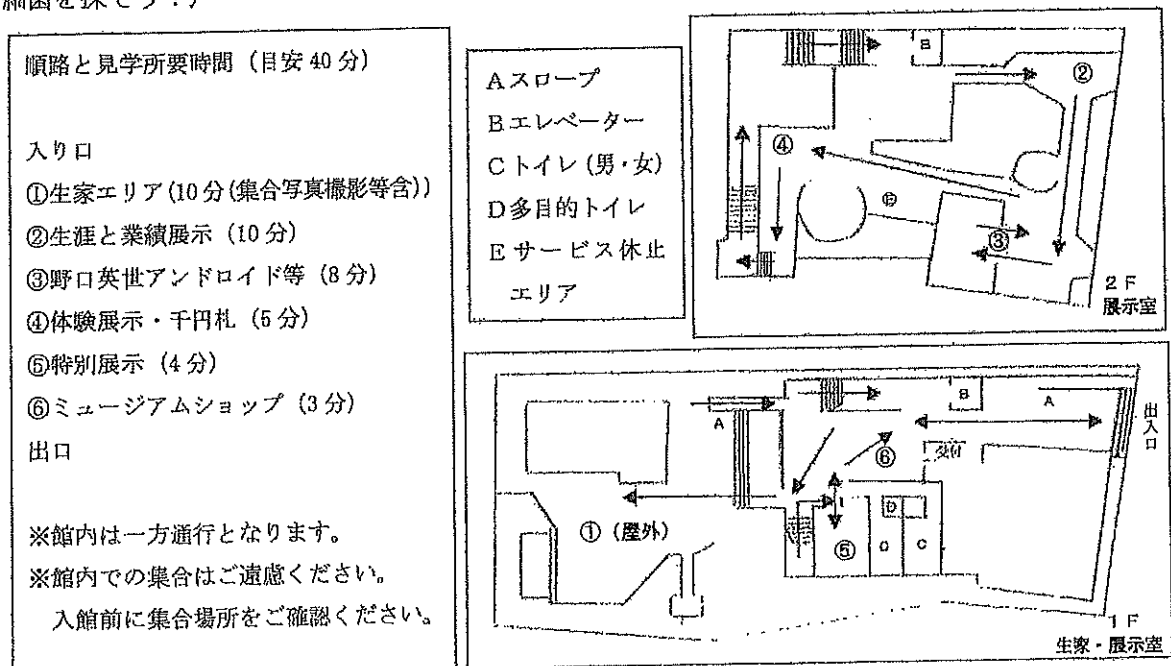 細菌を探そう!)
順路と見学所要時間(目安40分)
入り口
①生家エリア(10分(集合写真撮影等含))
②生涯と業績展示(10分)
③野口英世アンドロイド等(8分)
④体験展示・千円札(5分)
⑤特別展示(4分)
⑥ミュージアムショップ(3分)
出口
※館内は一方通行となります。
※館内での集合はご遠慮ください。
入館前に集合場所をご確認ください。
Aスロープ
Bエレベーター
Cトイレ(男・女)
D多目的トイレ
Eサービス休止
エリア
B
②
④
E
③
2F
展示室
A
B
A
出入口
受付
⑥
①(屋外)
⑤
D
C
C
1F
生家・展示室